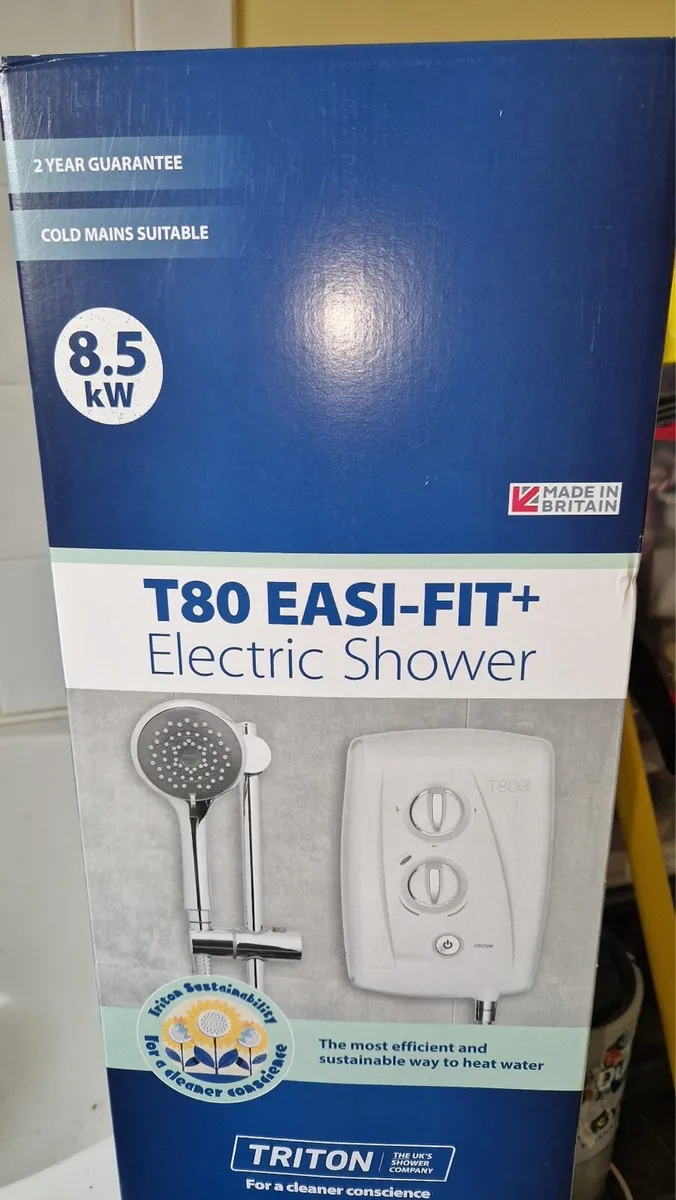 2 YEAR GUARANTEE
COLD MAINS SUITABLE
8.5
kW
MADE IN
BRITAIN
T80 EASI-FIT+
Electric Shower
T80
TRITON
Triton Sustainability
for a cleaner conscience
The most efficient and
sustainable way to heat water
TRITON
THE UK'S
SHOWER
COMPANY
For a cleaner conscience